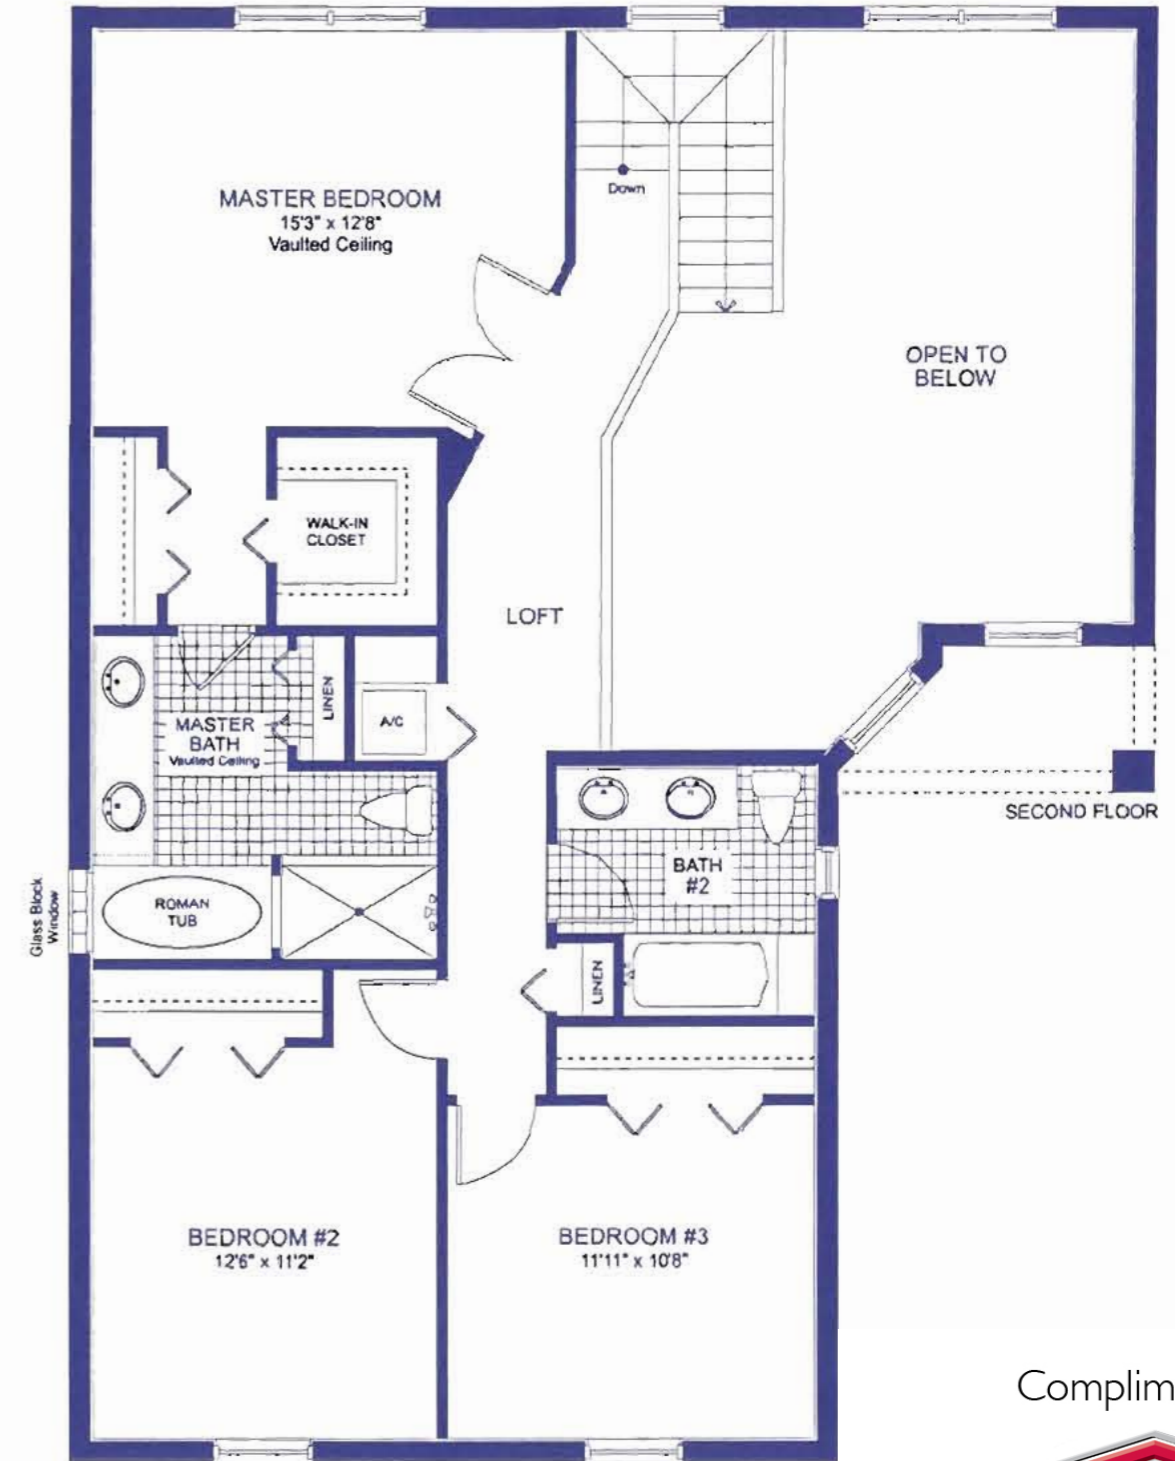 MASTER BEDROOM
15'3" x 12'8"
Vaulted Ceiling
Down
OPEN TO
BELOW
WALK-IN
CLOSET
LOFT
LINEN
A/C
MASTER
BATH
Vaulted Ceiling
SECOND FLOOR
BATH
#2
Glass Block
Window
ROMAN
TUB
LINEN
BEDROOM #2
12'6" x 11'2"
BEDROOM #3
11'11" x 10'8"
Complim